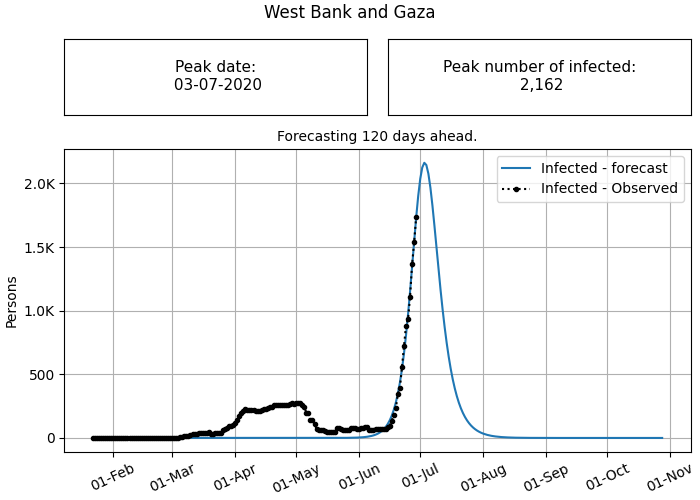 West Bank and Gaza
Peak date:
03-07-2020
Peak number of infected:
2,162
Forecasting 120 days ahead.
Infected - forecast
Infected - Observed
2.0K
1.5K
1.0K
500
0
Persons
01-Feb
01-Mar
01-Apr
01-May
01-Jun
01-Jul
01-Aug
01-Sep
01-Oct
01-Nov